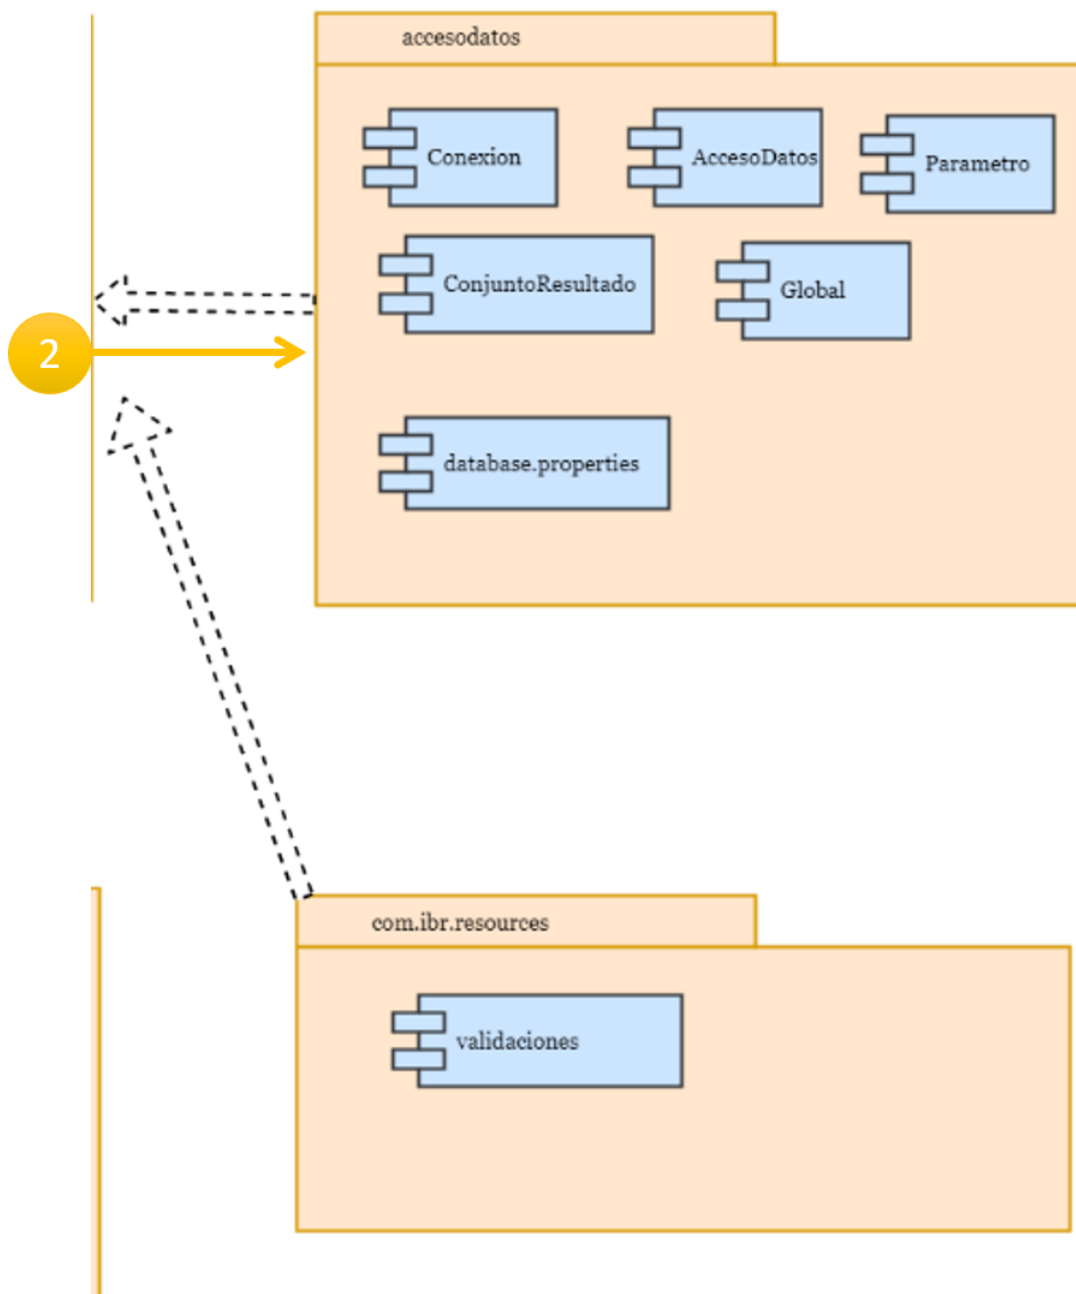 accesodatos
Conexion
AccesoDatos
Parametro
ConjuntoResultado
Global
2
database.properties
com.ibr.resources
validaciones